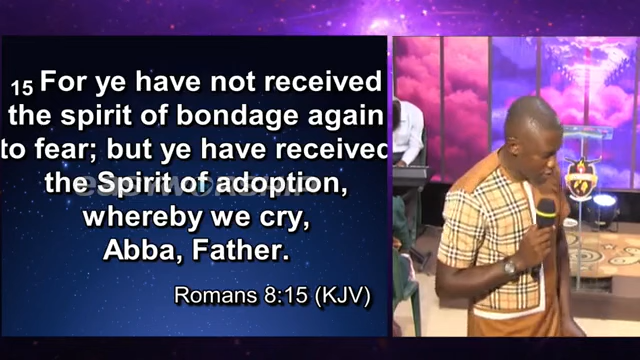 15 For ye have not received
the spirit of bondage again
to fear; but ye have received
the Spirit of adoption,
whereby we cry,
Abba, Father.
Romans 8:15 (KJV)